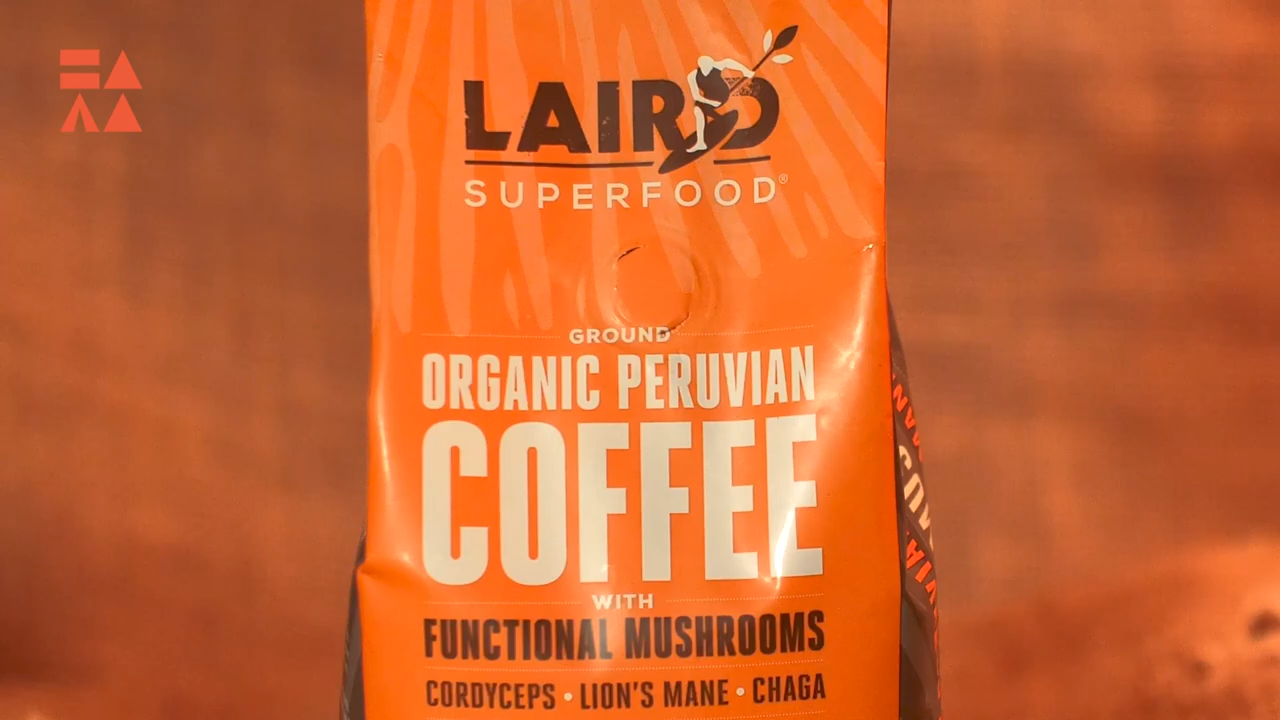 LAIRD
SUPERFOOD®
GROUND
ORGANIC PERUVIAN
COFFEE
WITH
FUNCTIONAL MUSHROOMS
CORDYCEPS • LION'S MANE • CHAGA